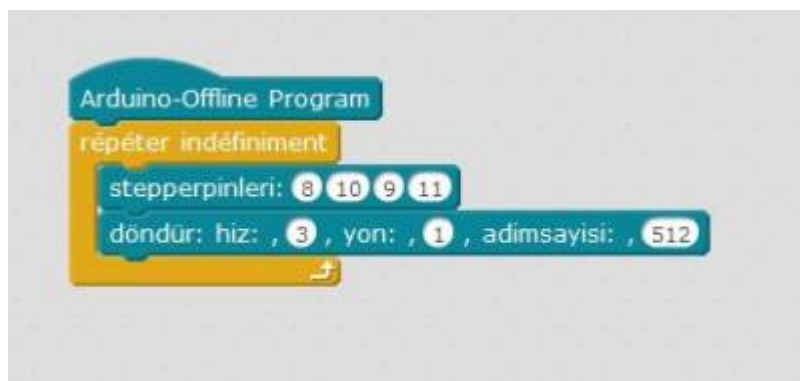 Arduino-Offline Program
répéter indéfiniment
stepperpinleri: 8 10 9 11
döndür: hiz: , 3 , yon: , 1 , adimsayisi: , 512